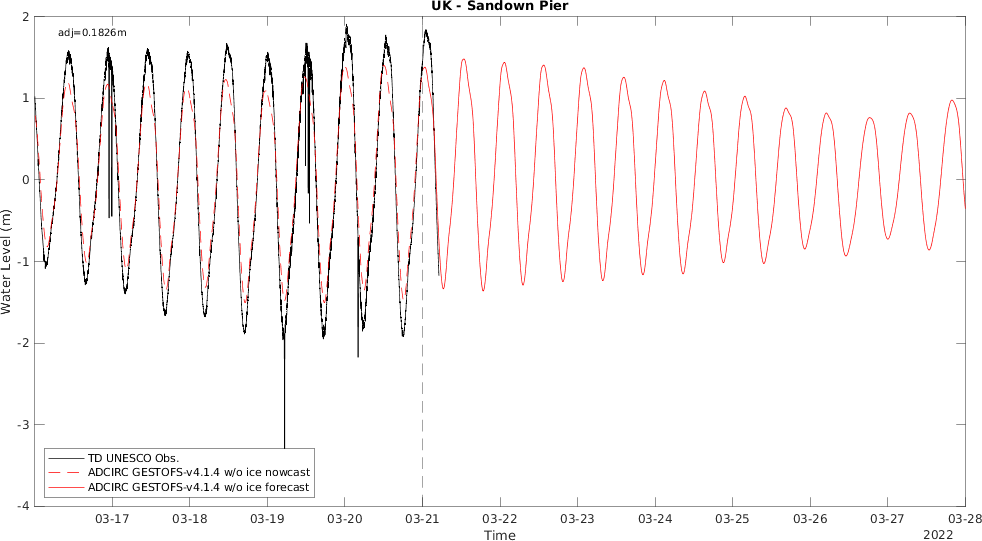 UK - Sandown Pier
adj=0.1826m
Water Level (m)
2
1
0
-1
-2
-3
-4
TD UNESCO Obs.
ADCIRC GESTOFS-v4.1.4 w/o ice nowcast
ADCIRC GESTOFS-v4.1.4 w/o ice forecast
03-17 03-18 03-19 03-20 03-21 03-22 03-23 03-24 03-25 03-26 03-27 03-28
Time
2022